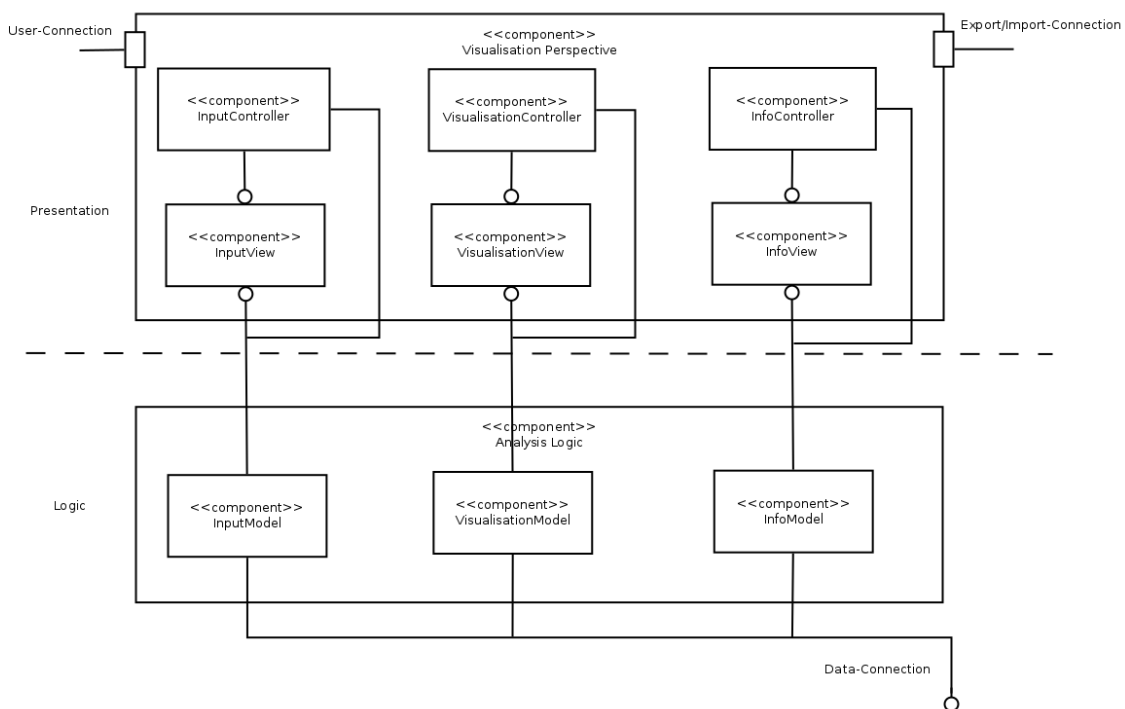 User-Connection
Export/Import-Connection
<<component>>
Visualisation Perspective
<<component>>
InputController
<<component>>
VisualisationController
<<component>>
InfoController
Presentation
<<component>>
InputView
<<component>>
VisualisationView
<<component>>
InfoView
<<component>>
Analysis Logic
Logic
<<component>>
InputModel
<<component>>
VisualisationModel
<<component>>
InfoModel
Data-Connection